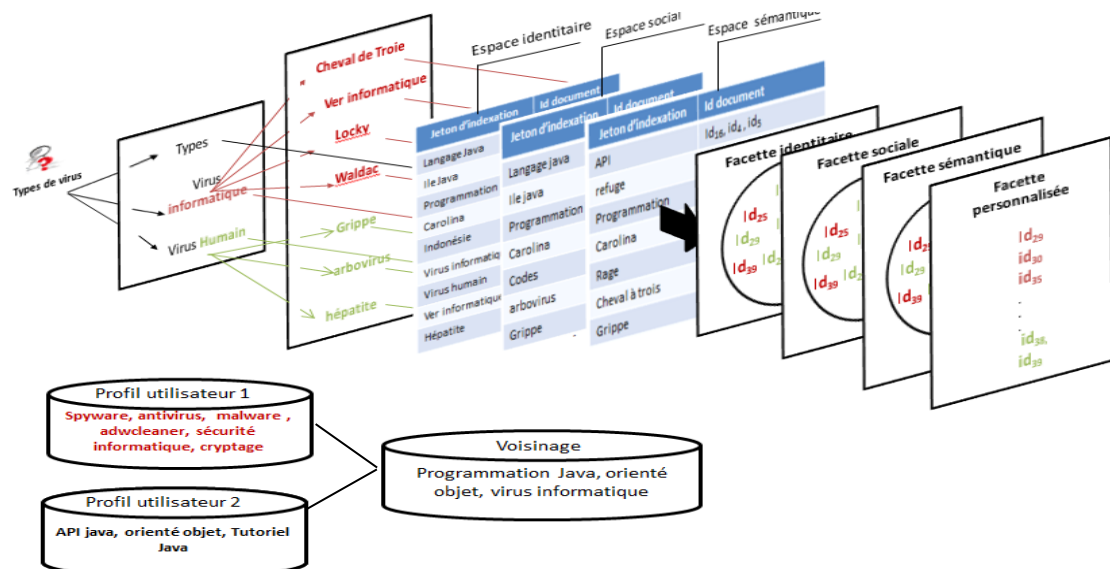 Types de virus
Types
Virus
informatique
Virus Humain
Cheval de Troie
Ver informatique
Locky
Waldac
Grippe
arbovirus
hépatite
Espace identitaire
Espace social
Espace sémantique
Jeton d'indexation Id document
Langage Java
Ile Java
Programmation
Carolina
Indonésie
Virus informatiq
Virus humain
Ver informatique
Hépatite
Jeton d'indexation Id document
Langage java
Ile java
Programmation
Carolina
Codes
arbovirus
Grippe
Jeton d'indexation Id document
API Id16, id4, id5
refuge
Programmation
Carolina
Rage
Cheval à trois
Grippe
Facette identitaire
Id25
Id29
Id39
Facette sociale
Id25
Id29
Id39
Facette sémantique
Id25
Id29
Id39
Facette
personnalisée
Id29
Id30
Id35
.
.
.
id38,
id39
Profil utilisateur 1
Spyware, antivirus, malware ,
adwcleaner, sécurité
informatique, cryptage
Profil utilisateur 2
API java, orienté objet, Tutoriel
Java
Voisinage
Programmation Java, orienté
objet, virus informatique